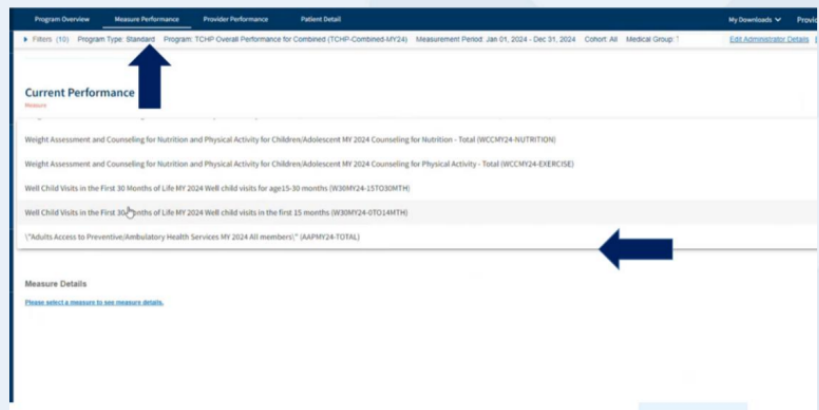 Program Overview Measure Performance Provider Performance Patient Detail My Downloads
Filters (10) Program Type: Standard Program: TCHP Overall Performance for Combined (TCHP-Combined-MY24) Measurement Period: Jan 01, 2024 - Dec 31, 2024 Cohort: All Medical Group: Edit Administrator Details
Current Performance
Measure
Weight Assessment and Counseling for Nutrition and Physical Activity for Children/Adolescent MY 2024 Counseling for Nutrition - Total (WCCMY24-NUTRITION)
Weight Assessment and Counseling for Nutrition and Physical Activity for Children/Adolescent MY 2024 Counseling for Physical Activity - Total (WCCMY24-EXERCISE)
Well Child Visits in the First 30 Months of Life MY 2024 Well child visits for age15-30 months (W30MY24-15TO30MTH)
Well Child Visits in the First 30 Months of Life MY 2024 Well child visits in the first 15 months (W30MY24-0TO14MTH)
\"Adults Access to Preventive/Ambulatory Health Services MY 2024 All members\" (AAPMY24-TOTAL)
Measure Details
Please select a measure to see measure details.